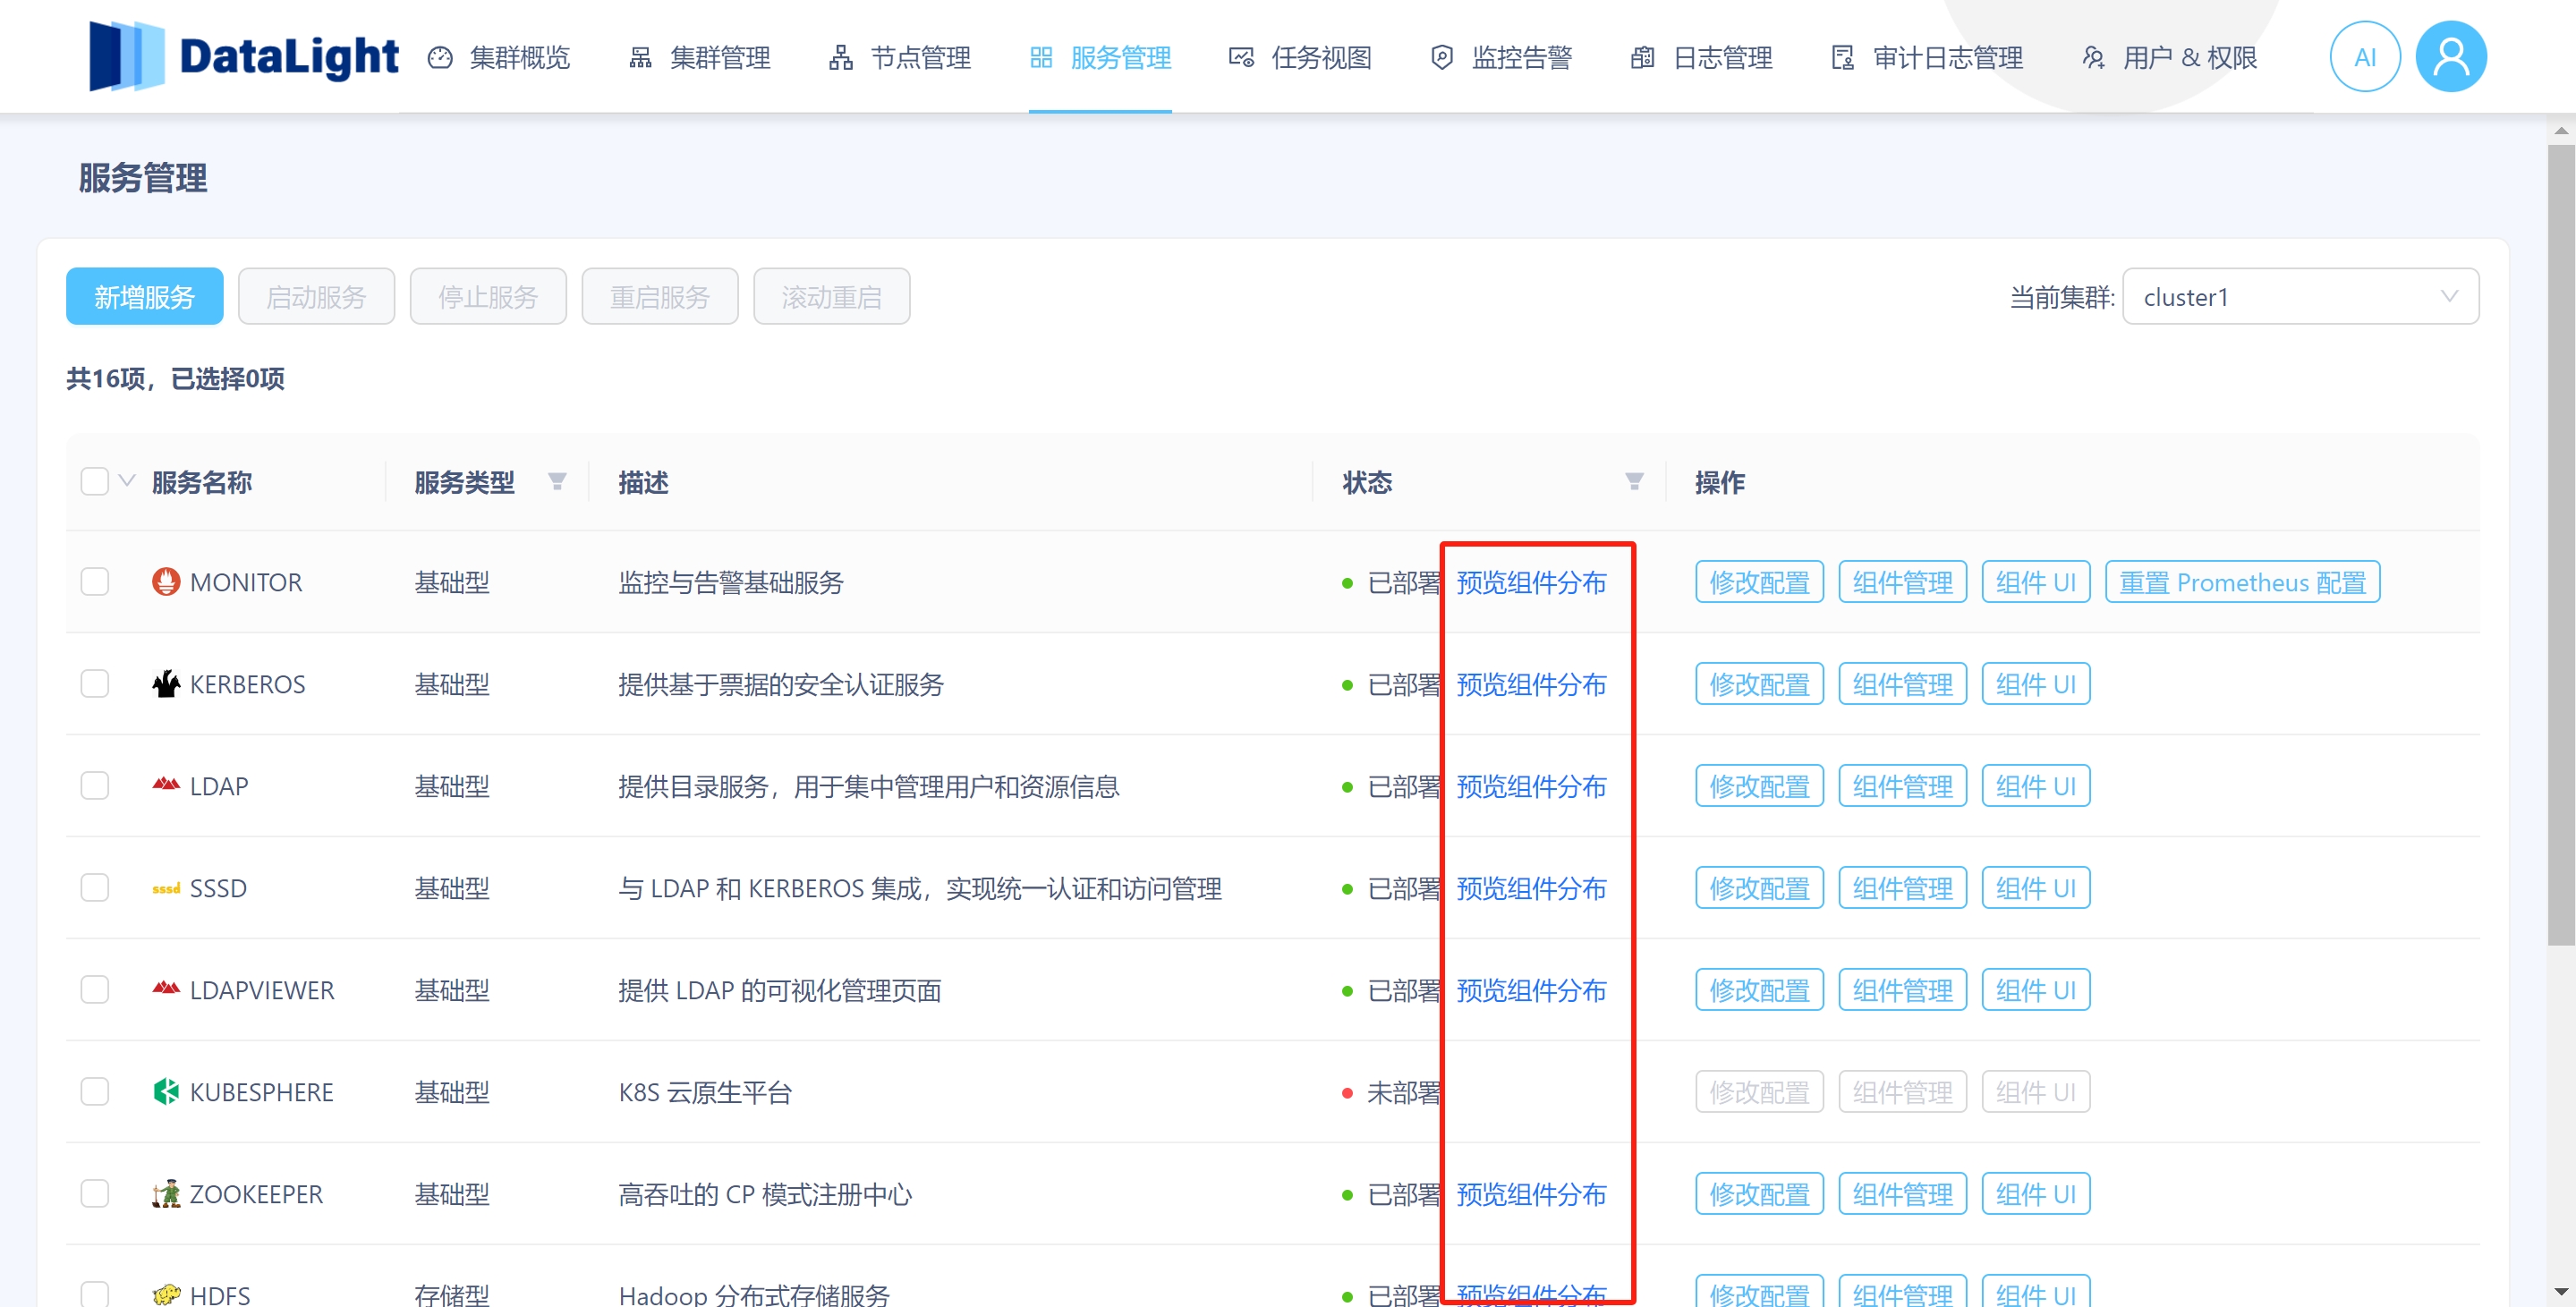 DataLight 集群概览 集群管理 节点管理 服务管理 任务视图 监控告警 日志管理 审计日志管理 用户 & 权限 AI
服务管理
新增服务 启动服务 停止服务 重启服务 滚动重启 当前集群: cluster1
共16项，已选择0项
服务名称 服务类型 描述 状态 操作
MONITOR 基础型 监控与告警基础服务 已部署 预览组件分布 修改配置 组件管理 组件 UI 重置 Prometheus 配置
KERBEROS 基础型 提供基于票据的安全认证服务 已部署 预览组件分布 修改配置 组件管理 组件 UI
LDAP 基础型 提供目录服务，用于集中管理用户和资源信息 已部署 预览组件分布 修改配置 组件管理 组件 UI
sssd SSSD 基础型 与 LDAP 和 KERBEROS 集成，实现统一认证和访问管理 已部署 预览组件分布 修改配置 组件管理 组件 UI
LDAPVIEWER 基础型 提供 LDAP 的可视化管理页面 已部署 预览组件分布 修改配置 组件管理 组件 UI
KUBESPHERE 基础型 K8S 云原生平台 未部署 修改配置 组件管理 组件 UI
ZOOKEEPER 基础型 高吞吐的 CP 模式注册中心 已部署 预览组件分布 修改配置 组件管理 组件 UI
HDFS 存储型 Hadoop 分布式存储服务 已部署 预览组件分布 修改配置 组件管理 组件 UI